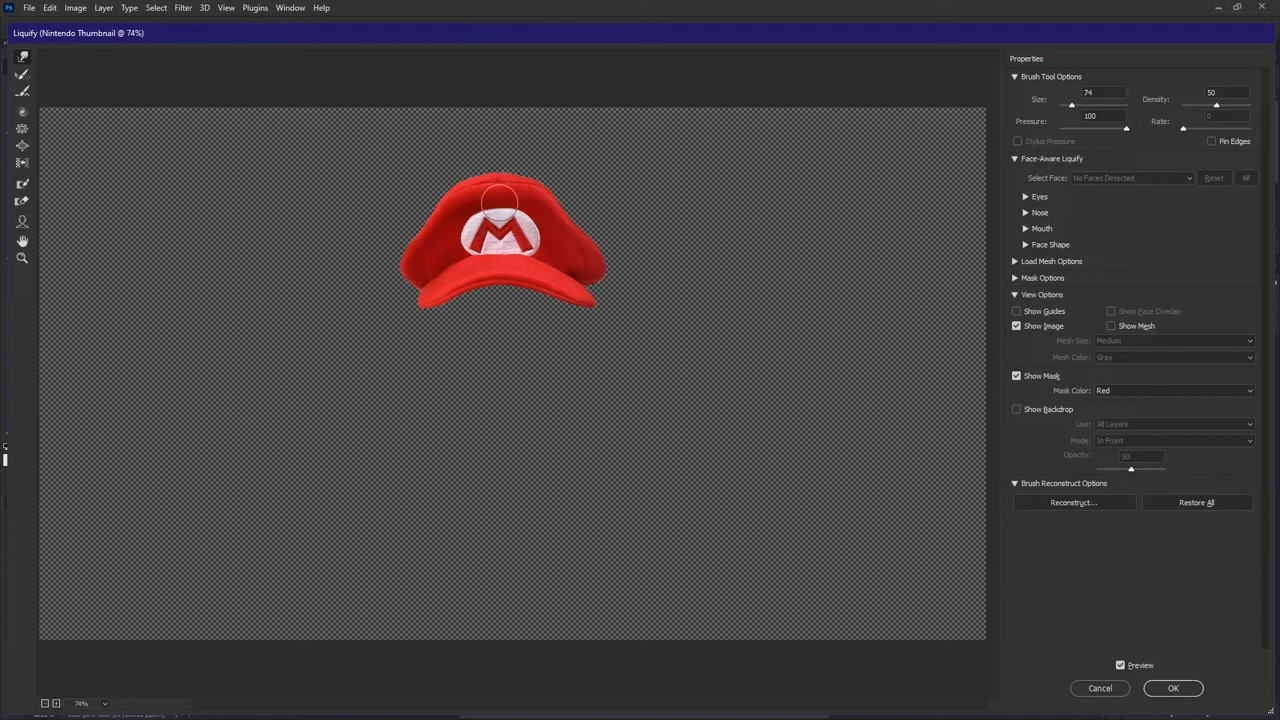 Ps File Edit Image Layer Type Select Filter 3D View Plugins Window Help
Liquify (Nintendo Thumbnail @ 74%)
Properties
Brush Tool Options
Size: 74 Density: 50
Pressure: 100 Rate: 0
Stylus Pressure Pin Edges
Face-Aware Liquify
Select Face: No Faces Detected Reset All
Eyes
Nose
Mouth
Face Shape
Load Mesh Options
Mask Options
View Options
Show Guides Show Face Overlay
Show Image Show Mesh
Mesh Size: Medium
Mesh Color: Gray
Show Mask
Mask Color: Red
Show Backdrop
Use: All Layers
Mode: In Front
Opacity: 50
Brush Reconstruct Options
Reconstruct... Restore All
M
Preview
Cancel OK
74%